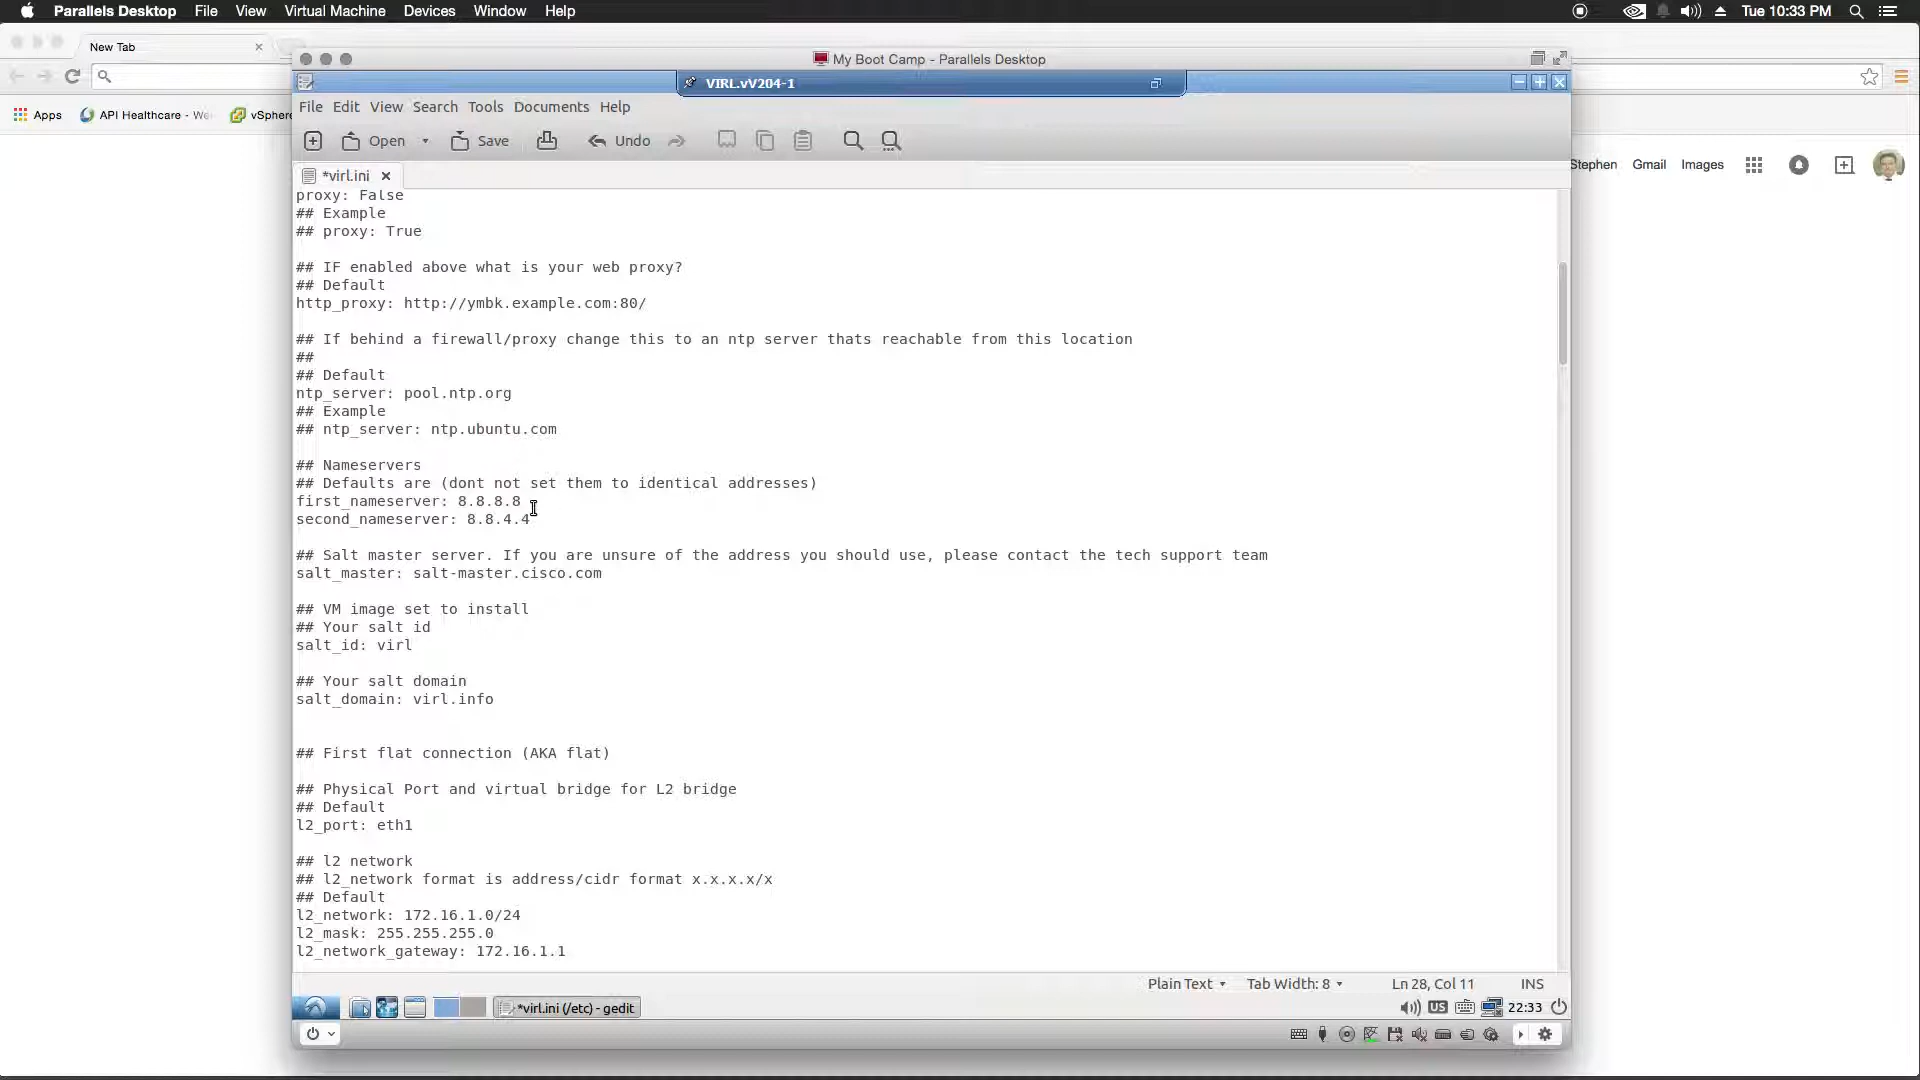 Parallels Desktop File View Virtual Machine Devices Window Help Tue 10:33 PM
New Tab
My Boot Camp - Parallels Desktop
VIRL.vV204-1
Apps API Healthcare - We vSphere
File Edit View Search Tools Documents Help
Open Save Undo
Stephen Gmail Images
*virl.ini
proxy: False
## Example
## proxy: True
## IF enabled above what is your web proxy?
## Default
http_proxy: http://ymbk.example.com:80/
## If behind a firewall/proxy change this to an ntp server thats reachable from this location
##
## Default
ntp_server: pool.ntp.org
## Example
## ntp_server: ntp.ubuntu.com
## Nameservers
## Defaults are (dont not set them to identical addresses)
first_nameserver: 8.8.8.8
second_nameserver: 8.8.4.4
## Salt master server. If you are unsure of the address you should use, please contact the tech support team
salt_master: salt-master.cisco.com
## VM image set to install
## Your salt id
salt_id: virl
## Your salt domain
salt_domain: virl.info
## First flat connection (AKA flat)
## Physical Port and virtual bridge for L2 bridge
## Default
l2_port: eth1
## l2 network
## l2_network format is address/cidr format x.x.x.x/x
## Default
l2_network: 172.16.1.0/24
l2_mask: 255.255.255.0
l2_network_gateway: 172.16.1.1
Plain Text Tab Width: 8 Ln 28, Col 11 INS
*virl.ini (/etc) - gedit US 22:33